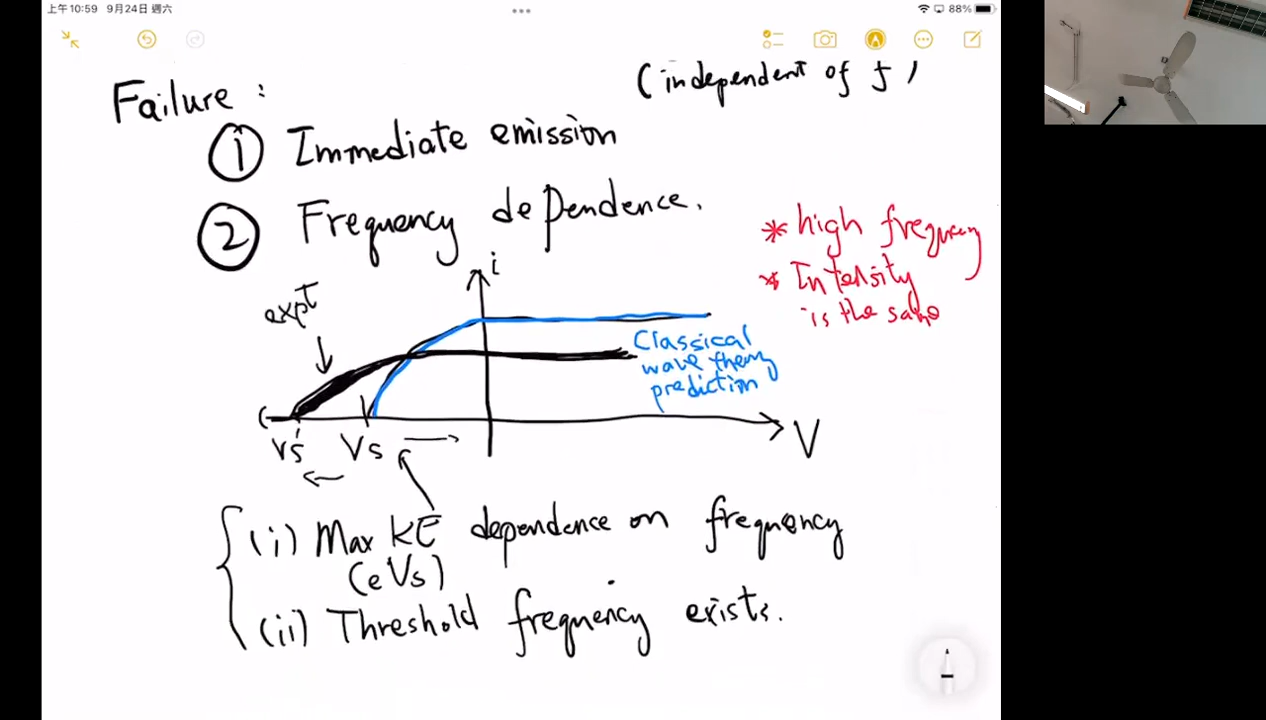 上午10:59 9月24日 週六
88%
(independent of f)
Failure :
① Immediate emission
② Frequency dependence.
* high frequency
* Intensity
is the same
i
expt
Classical
wave theory
prediction
Vs' Vs
V
(i) Max KE dependence on frequency
(eVs)
(ii) Threshold frequency exists.